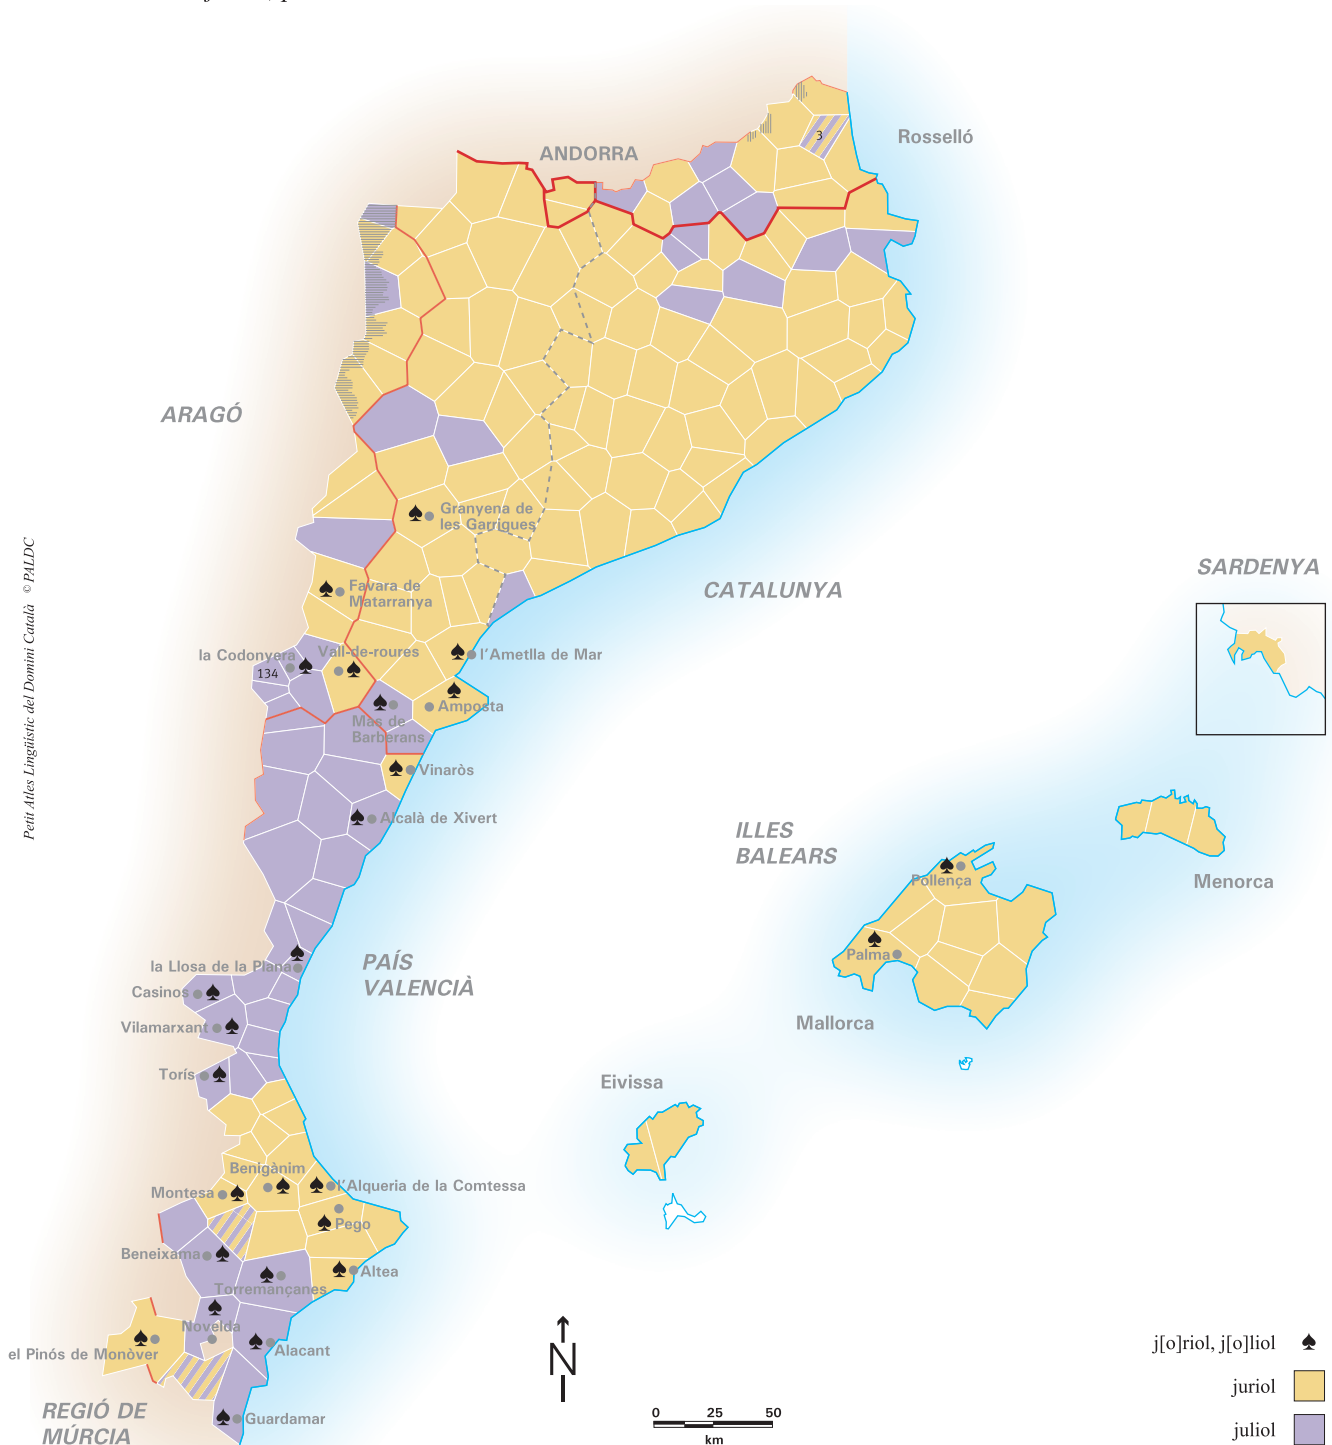 ANDORRA
Rosselló
3
ARAGÓ
Granyena de
les Garrigues
Petit Atles Lingüístic del Domini Català © PALDC
SARDENYA
CATALUNYA
Favara de
Matarranya
la Codonyera
Vall-de-roures
l'Ametlla de Mar
134
Amposta
Mas de
Barberans
Vinaròs
Alcalà de Xivert
ILLES
BALEARS
Pollença
Menorca
Palma
la Llosa de la Plana
PAÍS
VALENCIÀ
Casinos
Vilamarxant
Mallorca
Torís
Eivissa
Benigànim
Montesa
l'Alqueria de la Comtessa
Pego
Beneixama
Altea
Torremançanes
Novelda
el Pinós de Monòver
Alacant
N
j[o]riol, j[o]liol
juriol
juliol
REGIÓ DE
MÚRCIA
Guardamar
0 25 50
km